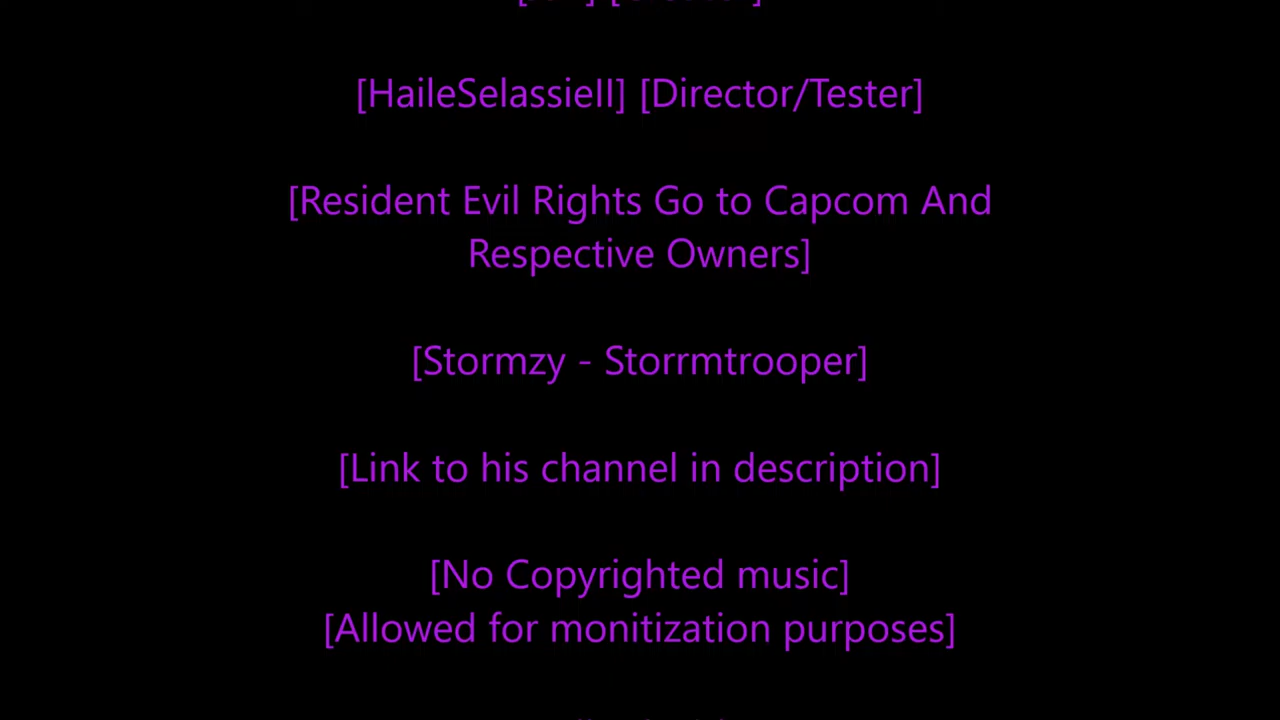 [HaileSelassieII] [Director/Tester]
[Resident Evil Rights Go to Capcom And
Respective Owners]
[Stormzy - Storrmtrooper]
[Link to his channel in description]
[No Copyrighted music]
[Allowed for monitization purposes]